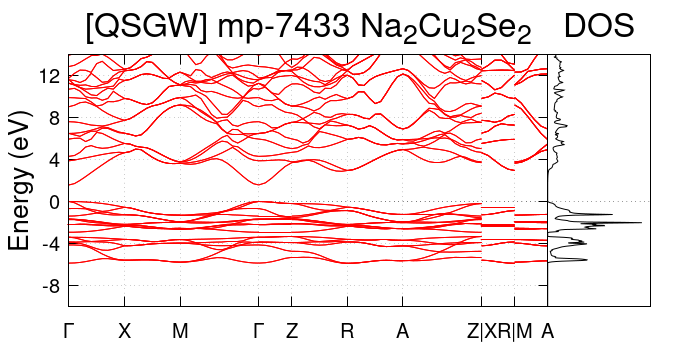 [QSGW] mp-7433 Na₂Cu₂Se₂ DOS
Energy (eV)
12
8
4
0
-4
-8
Γ X M Γ Z R A Z|XR|M A